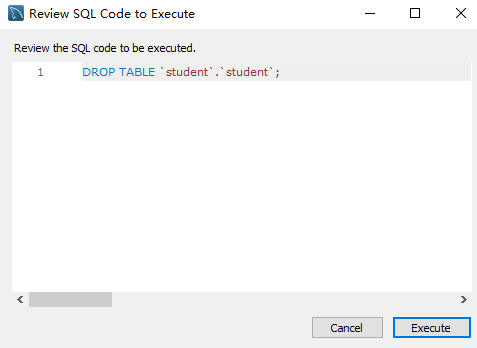 Review SQL Code to Execute
Review the SQL code to be executed.
1 DROP TABLE `student`.`student`;
Cancel Execute